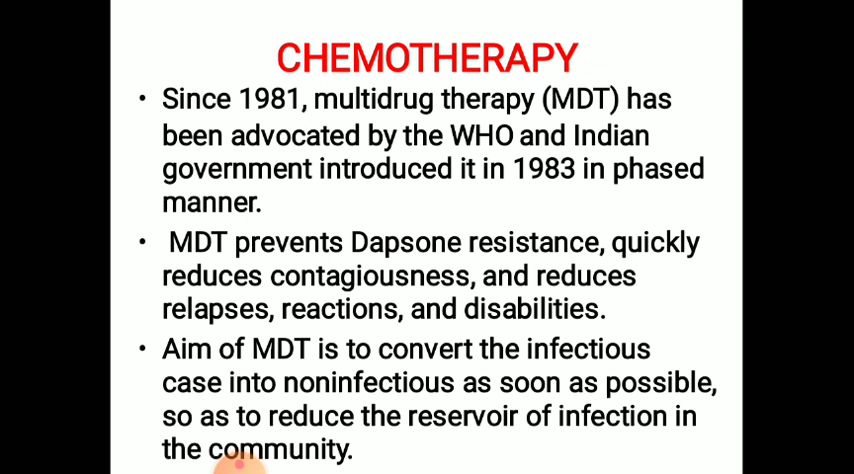 CHEMOTHERAPY
• Since 1981, multidrug therapy (MDT) has
been advocated by the WHO and Indian
government introduced it in 1983 in phased
manner.
• MDT prevents Dapsone resistance, quickly
reduces contagiousness, and reduces
relapses, reactions, and disabilities.
• Aim of MDT is to convert the infectious
case into noninfectious as soon as possible,
so as to reduce the reservoir of infection in
the community.